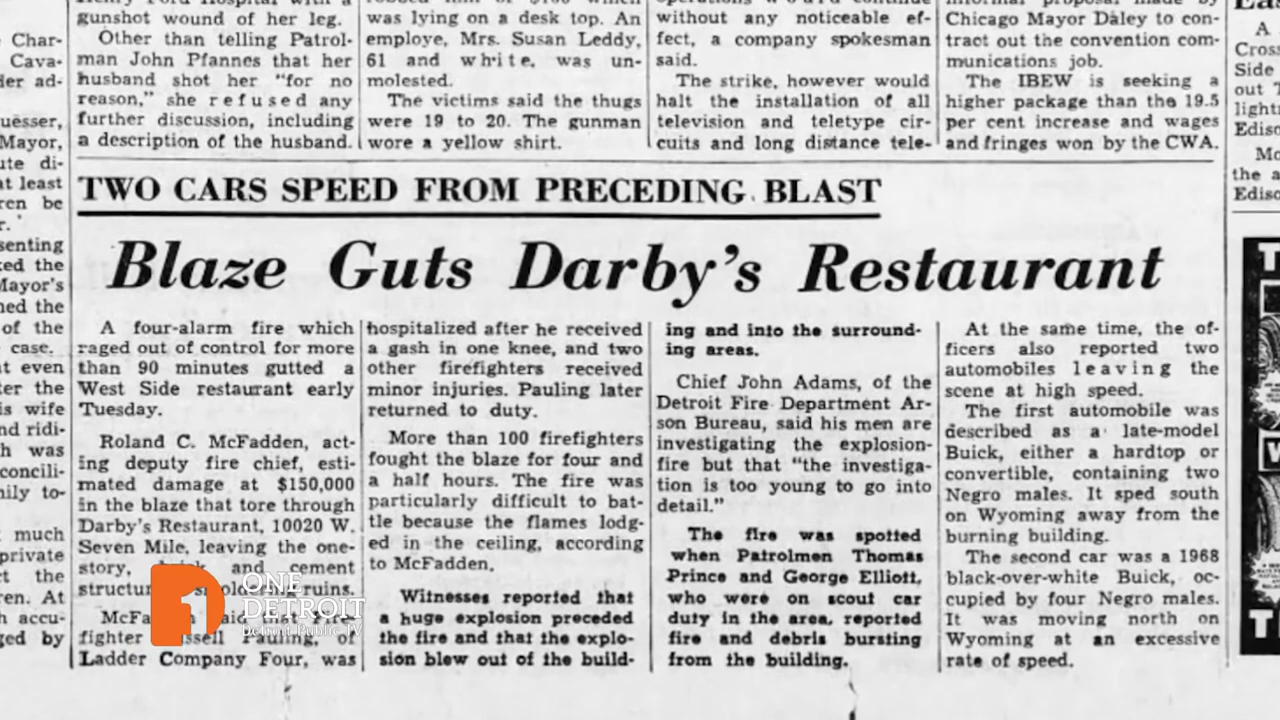 gunshot wound of her leg.
Other than telling Patrol-
man John Pfannes that her
husband shot her "for no
reason," she refused any
further discussion, including
a description of the husband.
was lying on a desk top. An
employe, Mrs. Susan Leddy,
61 and white, was un-
molested.
The victims said the thugs
were 19 to 20. The gunman
wore a yellow shirt.
without any noticeable ef-
fect, a company spokesman
said.
The strike, however would
halt the installation of all
television and teletype cir-
cuits and long distance tele-
Chicago Mayor Daley to con-
tract out the convention com-
munications job.
The IBEW is seeking a
higher package than the 19.5
per cent increase and wages
and fringes won by the CWA.
TWO CARS SPEED FROM PRECEDING BLAST
Blaze Guts Darby's Restaurant
A four-alarm fire which
raged out of control for more
than 90 minutes gutted a
West Side restaurant early
Tuesday.
Roland C. McFadden, act-
ing deputy fire chief, esti-
mated damage at $150,000
in the blaze that tore through
Darby's Restaurant, 10020 W.
Seven Mile, leaving the one-
story, brick and cement
ruins.
fighter Pauling, of
Ladder Company Four, was
hospitalized after he received
a gash in one knee, and two
other firefighters received
minor injuries. Pauling later
returned to duty.
More than 100 firefighters
fought the blaze for four and
a half hours. The fire was
particularly difficult to bat-
tle because the flames lodg-
ed in the ceiling, according
to McFadden.
Witnesses reported that
a huge explosion preceded
the fire and that the explo-
sion blew out of the build-
ing and into the surround-
ing areas.
Chief John Adams, of the
Detroit Fire Department Ar-
son Bureau, said his men are
investigating the explosion-
fire but that "the investiga-
tion is too young to go into
detail."
The fire was spotted
when Patrolmen Thomas
Prince and George Elliott,
who were on scout car
duty in the area, reported
fire and debris bursting
from the building.
At the same time, the of-
ficers also reported two
automobiles leaving the
scene at high speed.
The first automobile was
described as a late-model
Buick, either a hardtop or
convertible, containing two
Negro males. It sped south
on Wyoming away from the
burning building.
The second car was a 1968
black-over-white Buick, oc-
cupied by four Negro males.
It was moving north on
Wyoming at an excessive
rate of speed.
1
ONE
DETROIT
Detroit Public TV